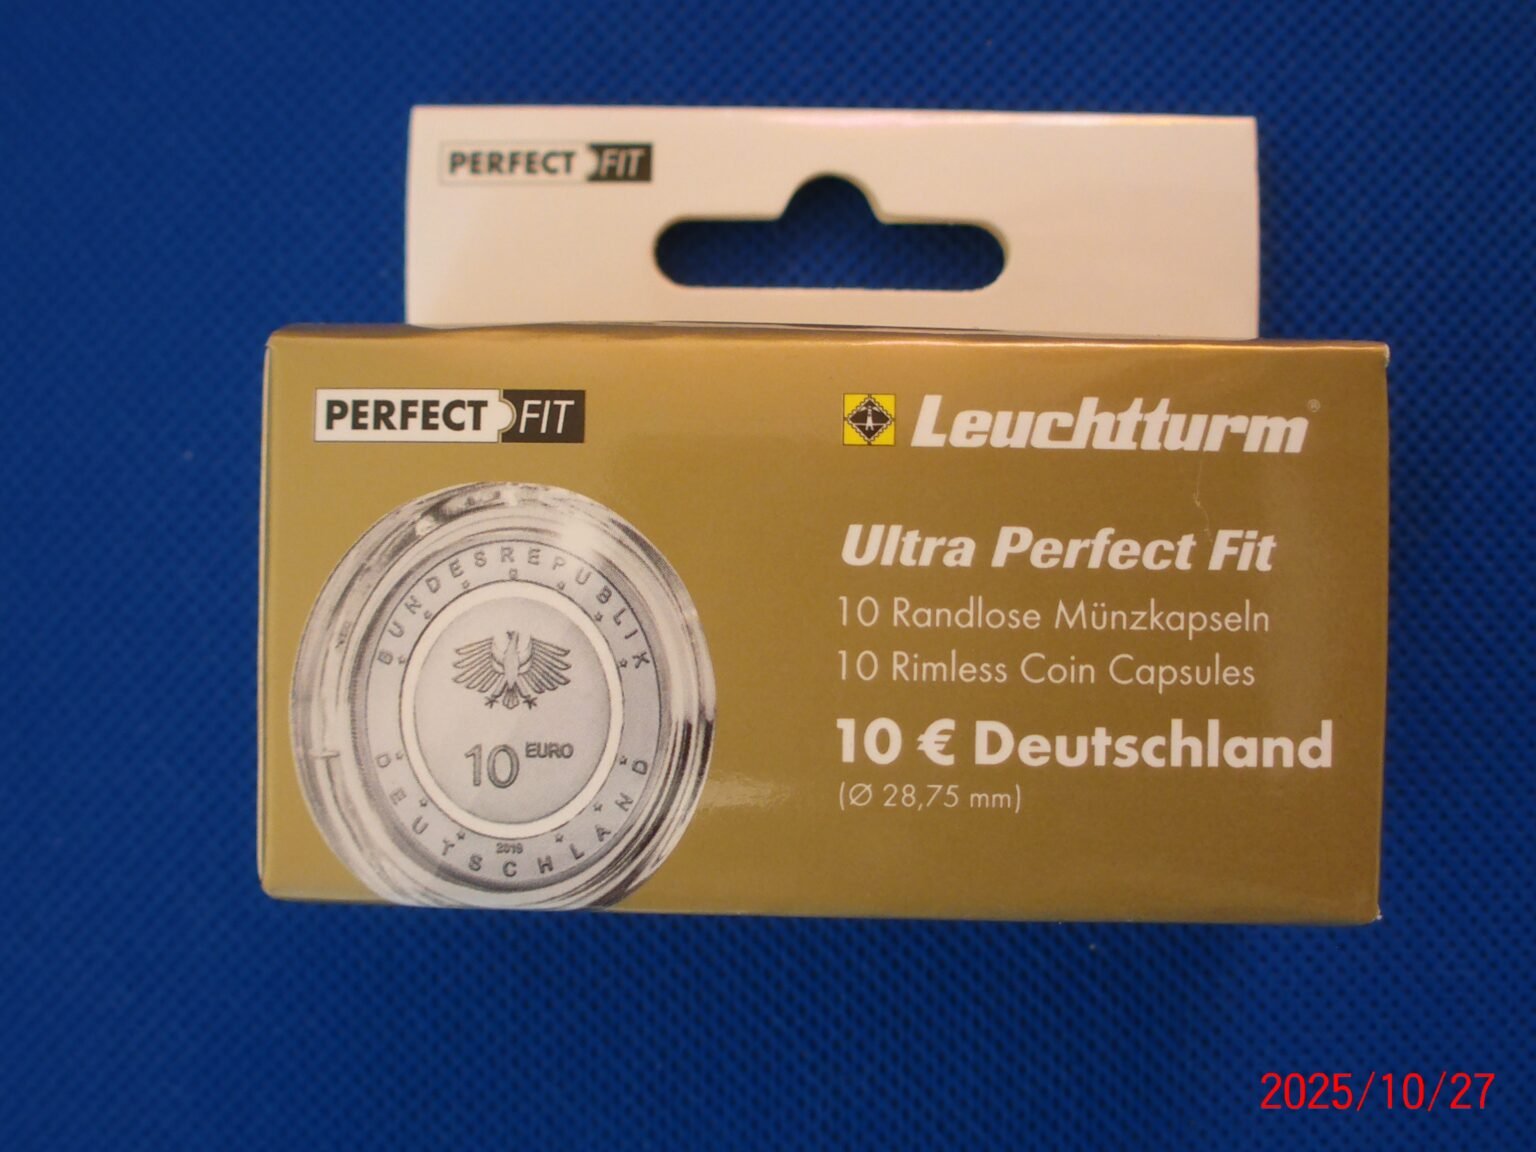 PERFECT FIT
PERFECT FIT
Leuchtturm®
BUNDESREPUBLIK
10 EURO
2019
DEUTSCHLAND
Ultra Perfect Fit
10 Randlose Münzkapseln
10 Rimless Coin Capsules
10 € Deutschland
(Ø 28,75 mm)
2025/10/27